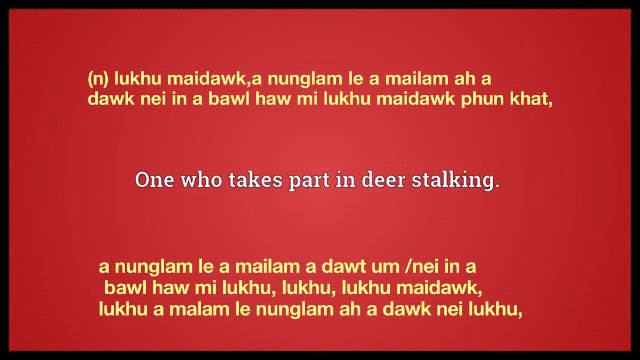 (n) lukhu maidawk,a nunglam le a mailam ah a
dawk nei in a bawl haw mi lukhu maidawk phun khat,
One who takes part in deer stalking.
a nunglam le a mailam a dawt um /nei in a
bawl haw mi lukhu, lukhu, lukhu maidawk,
lukhu a malam le nunglam ah a dawk nei lukhu,